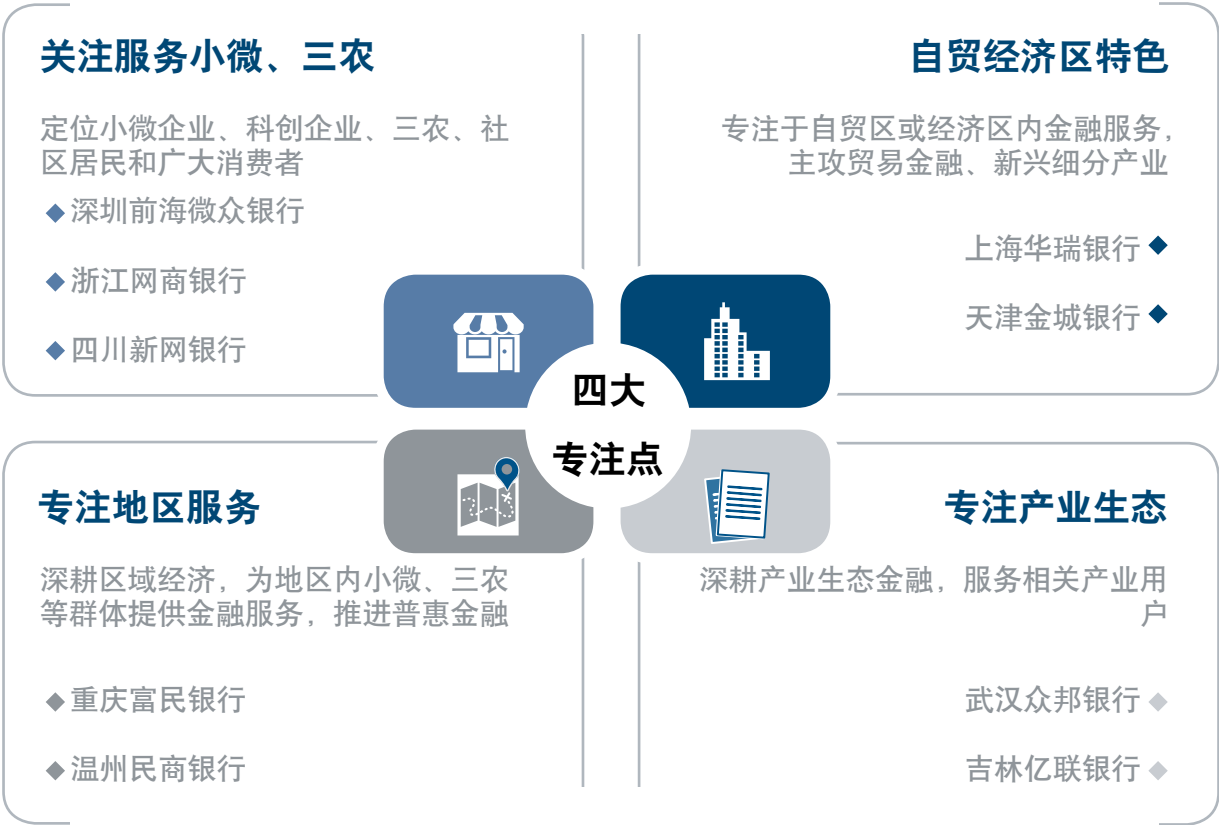 关注服务小微、三农
定位小微企业、科创企业、三农、社
区居民和广大消费者
深圳前海微众银行
浙江网商银行
四川新网银行
自贸经济区特色
专注于自贸区或经济区内金融服务，
主攻贸易金融、新兴细分产业
上海华瑞银行
天津金城银行
四大
专注点
专注地区服务
深耕区域经济，为地区内小微、三农
等群体提供金融服务，推进普惠金融
重庆富民银行
温州民商银行
专注产业生态
深耕产业生态金融，服务相关产业用
户
武汉众邦银行
吉林亿联银行